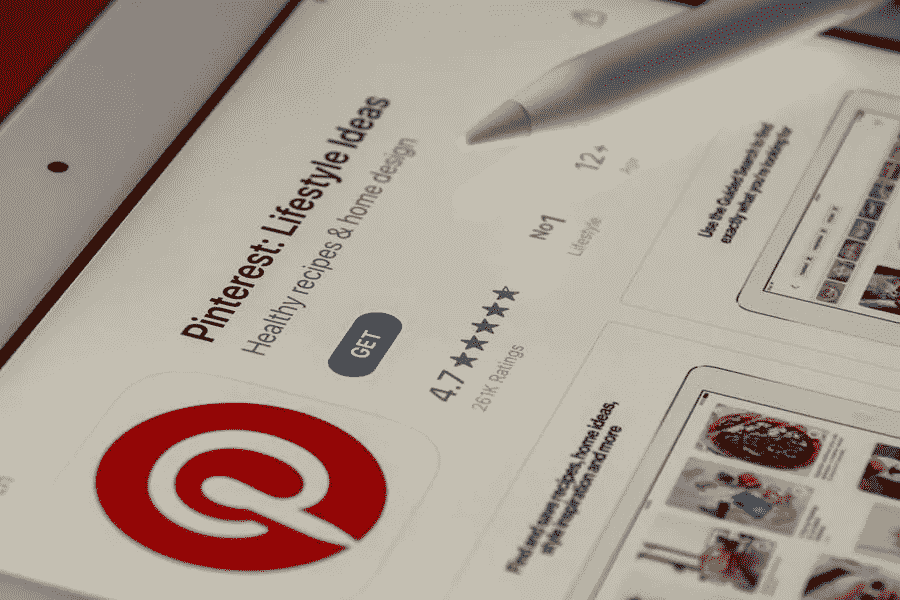 Pinterest: Lifestyle Ideas
Healthy recipes & home design
GET
4.7 ★★★★★
261K Ratings
No1
Lifestyle
12+
Age
Find and save recipes, home ideas,
style inspiration and more
Use the Guided Search to find
exactly what you're looking for